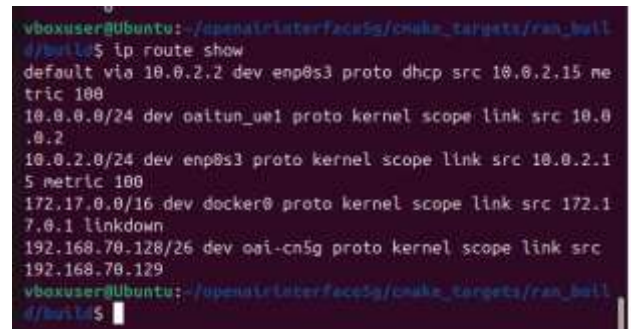 vboxuser@Ubuntu:~/openairinterface5g/cmake_targets/ran_buil
d/build$ ip route show
default via 10.0.2.2 dev enp0s3 proto dhcp src 10.0.2.15 me
tric 100
10.0.0.0/24 dev oaitun_ue1 proto kernel scope link src 10.0
.0.2
10.0.2.0/24 dev enp0s3 proto kernel scope link src 10.0.2.1
5 metric 100
172.17.0.0/16 dev docker0 proto kernel scope link src 172.1
7.0.1 linkdown
192.168.70.128/26 dev oai-cn5g proto kernel scope link src
192.168.70.129
vboxuser@Ubuntu:~/openairinterface5g/cmake_targets/ran_buil
d/build$